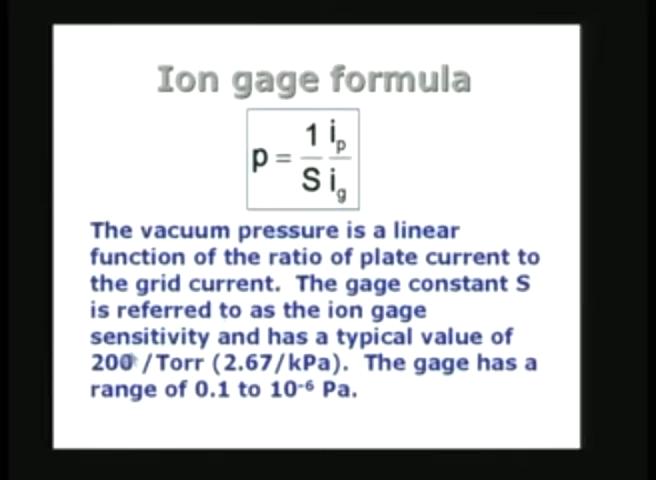 Ion gage formula
p = 1/S i_p/i_g
The vacuum pressure is a linear
function of the ratio of plate current to
the grid current. The gage constant S
is referred to as the ion gage
sensitivity and has a typical value of
200 /Torr (2.67/kPa). The gage has a
range of 0.1 to 10⁻⁶ Pa.